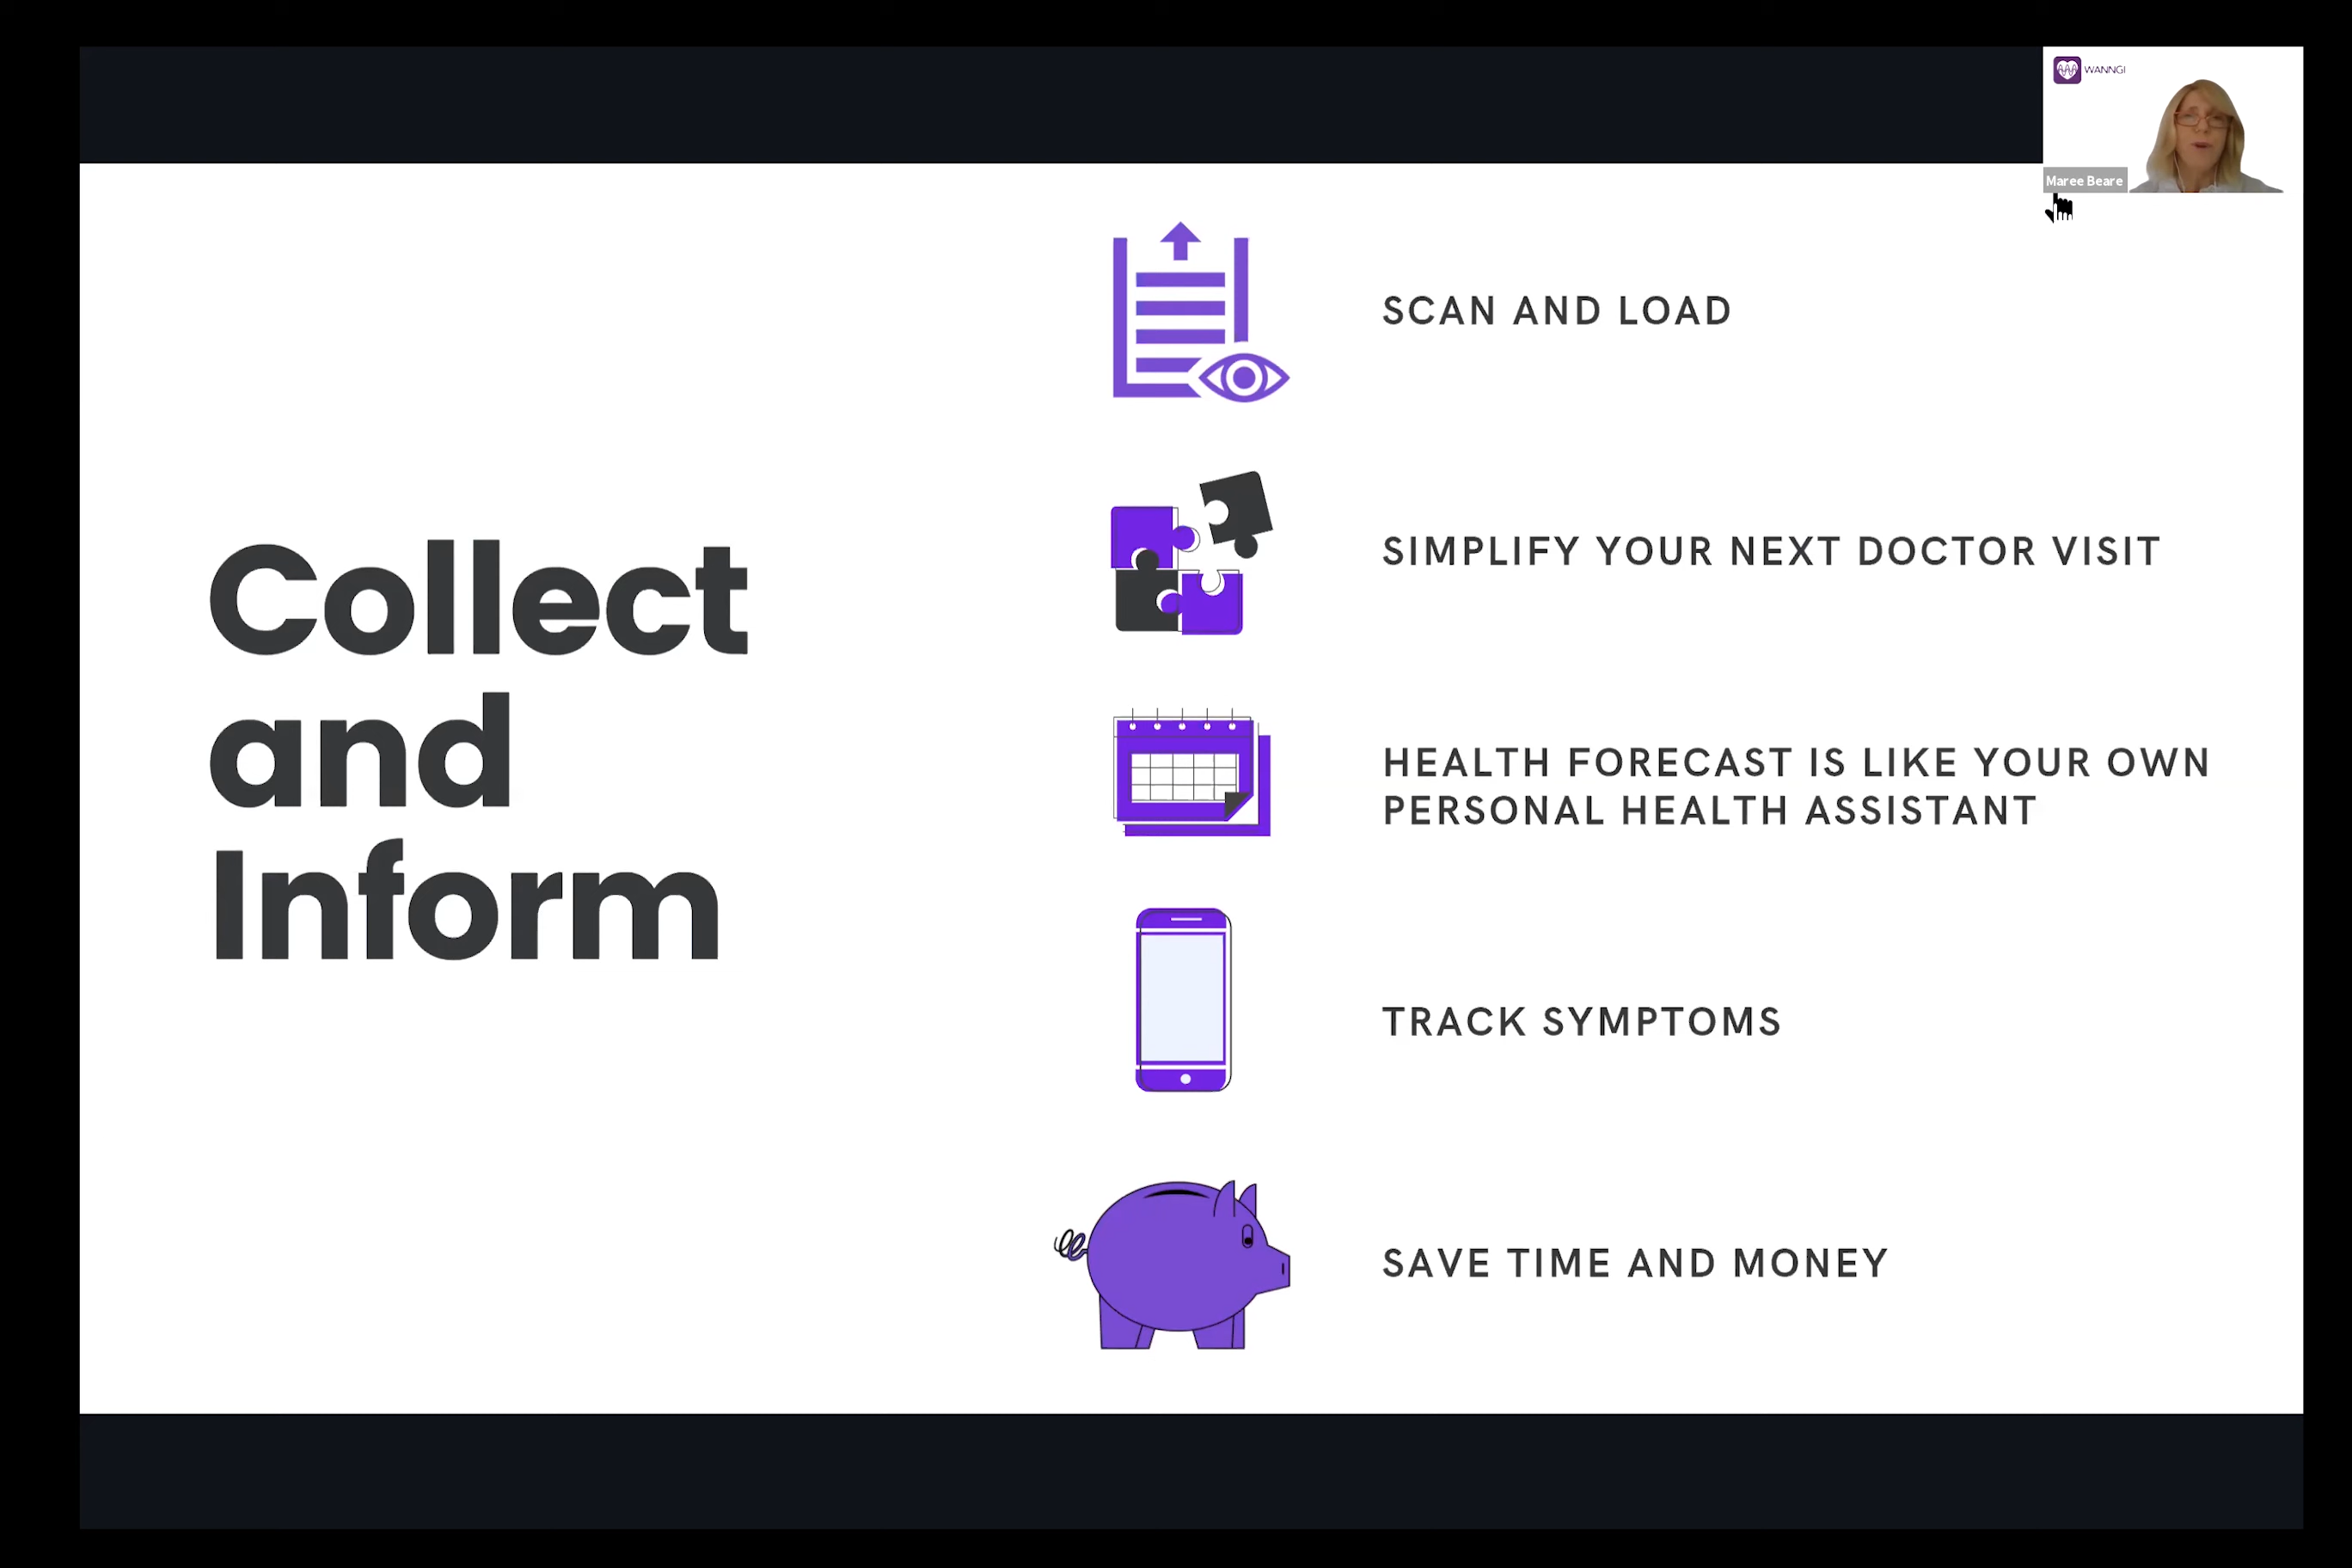 WANNGI
Maree Beare
SCAN AND LOAD
SIMPLIFY YOUR NEXT DOCTOR VISIT
Collect
and
Inform
HEALTH FORECAST IS LIKE YOUR OWN
PERSONAL HEALTH ASSISTANT
TRACK SYMPTOMS
SAVE TIME AND MONEY